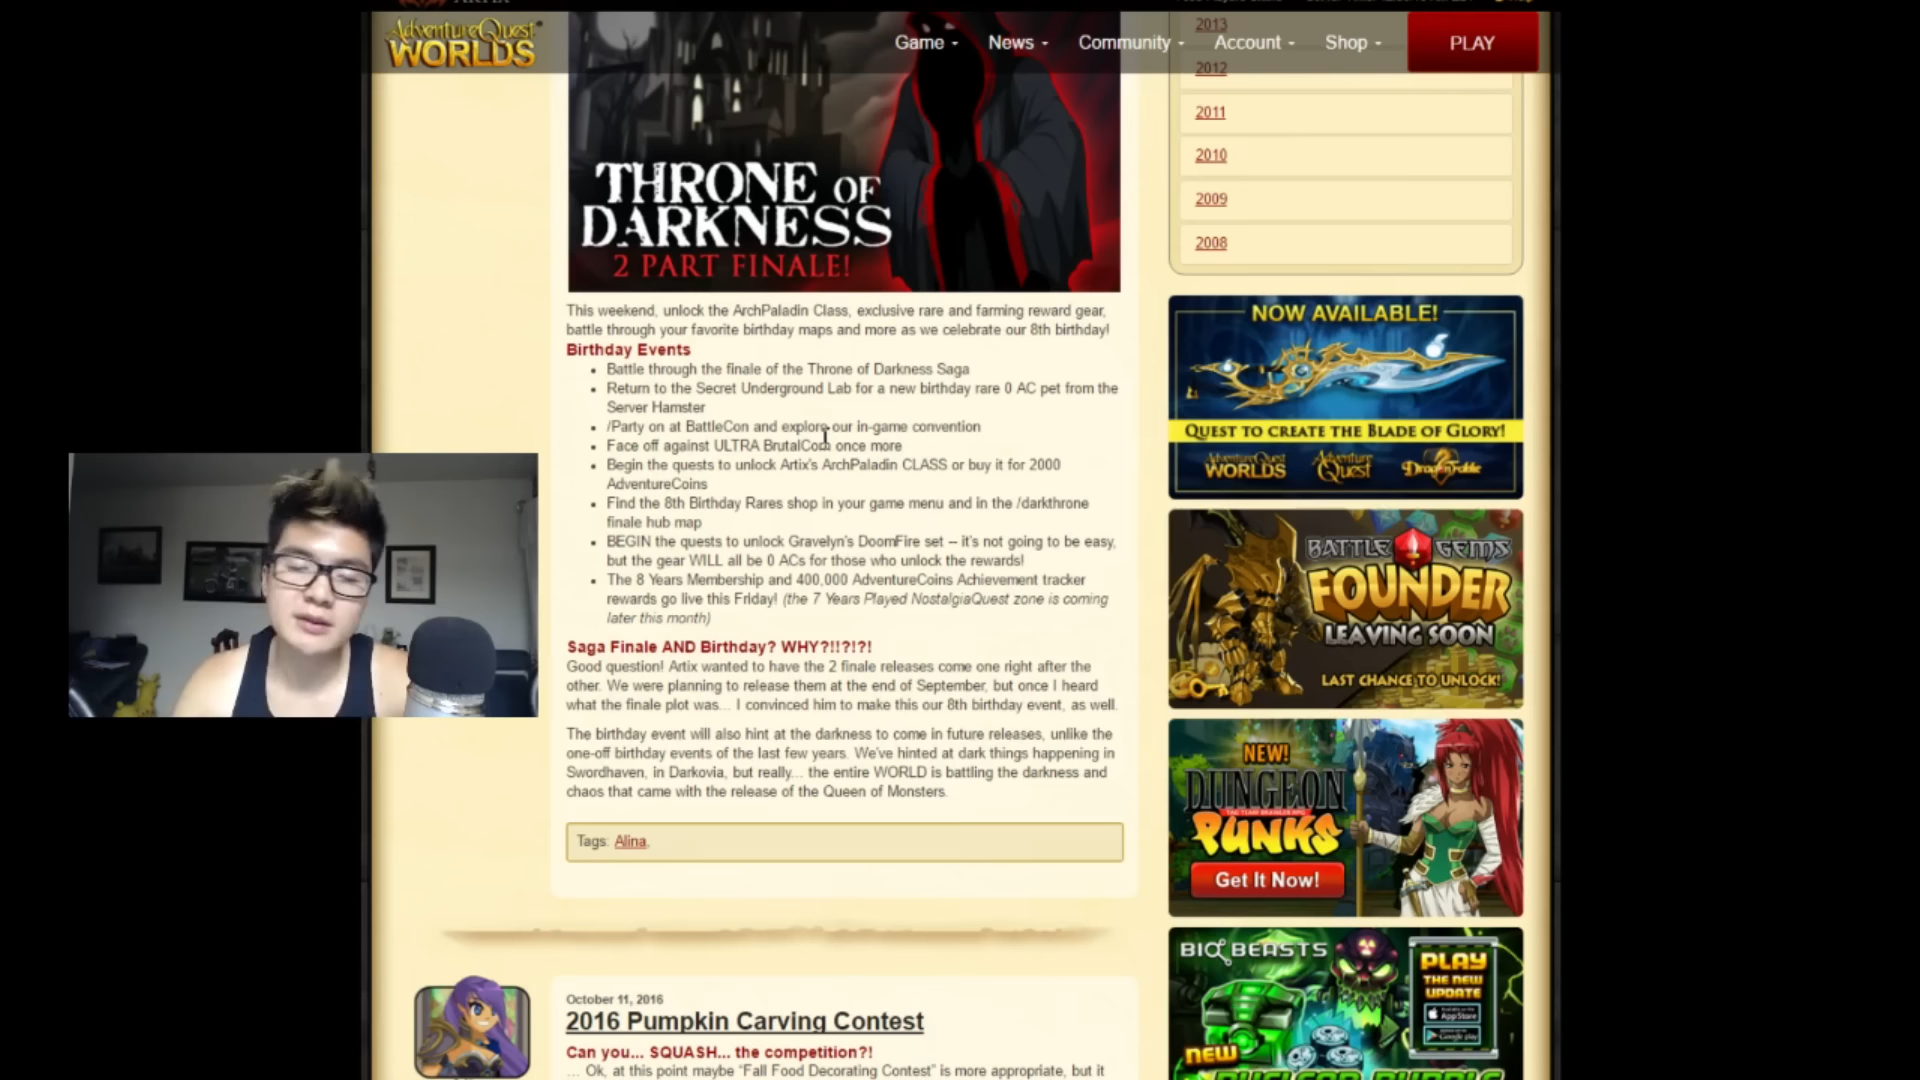 AdventureQuest
WORLDS
Game
News
Community
Account
Shop
PLAY
THRONE OF
DARKNESS
2 PART FINALE!
This weekend, unlock the ArchPaladin Class, exclusive rare and farming reward gear,
battle through your favorite birthday maps and more as we celebrate our 8th birthday!
Birthday Events
• Battle through the finale of the Throne of Darkness Saga
• Return to the Secret Underground Lab for a new birthday rare 0 AC pet from the
Server Hamster
• /Party on at BattleCon and explore our in-game convention
• Face off against ULTRA BrutalCorn once more
• Begin the quests to unlock Artix's ArchPaladin CLASS or buy it for 2000
AdventureCoins
• Find the 8th Birthday Rares shop in your game menu and in the /darkthrone
finale hub map
• BEGIN the quests to unlock Gravelyn's DoomFire set -- it's not going to be easy,
but the gear WILL all be 0 ACs for those who unlock the rewards!
• The 8 Years Membership and 400,000 AdventureCoins Achievement tracker
rewards go live this Friday! (the 7 Years Played NostalgiaQuest zone is coming
later this month)
Saga Finale AND Birthday? WHY?!!?!?!
Good question! Artix wanted to have the 2 finale releases come one right after the
other. We were planning to release them at the end of September, but once I heard
what the finale plot was... I convinced him to make this our 8th birthday event, as well.
The birthday event will also hint at the darkness to come in future releases, unlike the
one-off birthday events of the last few years. We've hinted at dark things happening in
Swordhaven, in Darkovia, but really... the entire WORLD is battling the darkness and
chaos that came with the release of the Queen of Monsters.
Tags: Alina,
October 11, 2016
2016 Pumpkin Carving Contest
Can you... SQUASH... the competition?!
... Ok, at this point maybe "Fall Food Decorating Contest" is more appropriate, but it
2013
2012
2011
2010
2009
2008
NOW AVAILABLE!
QUEST TO CREATE THE BLADE OF GLORY!
AdventureQuest
WORLDS
AdventureQuest
DragonFable
BATTLE GEMS
FOUNDER
LEAVING SOON
LAST CHANCE TO UNLOCK!
NEW!
DUNGEON
PUNKS
Get It Now!
BIOBEASTS
PLAY
THE NEW
UPDATE
App Store
Google play
NEW